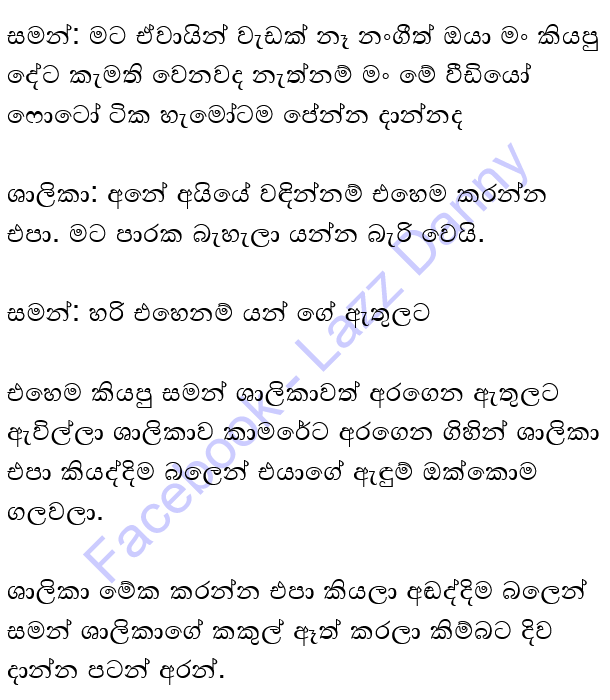 සමන්: මට ඒවායින් වැඩක් නෑ නංගීත් ඔයා මං කියපු
දේට කැමති වෙනවද නැත්නම් මං මේ වීඩියෝ
ෆොටෝ ටික හැමෝටම පේන්න දාන්නද
ශාලිකා: අනේ අයියේ වඳින්නම් එහෙම කරන්න
එපා. මට පාරක බැහැලා යන්න බැරි වෙයි.
සමන්: හරි එහෙනම් යන් ගේ ඇතුලට
එහෙම කියපු සමන් ශාලිකාවත් අරගෙන ඇතුලට
ඇවිල්ලා ශාලිකාව කාමරේට අරගෙන ගිහින් ශාලිකා
එපා කියද්දිම බලෙන් එයාගේ ඇඳුම් ඔක්කොම
ගලවලා.
ශාලිකා මේක කරන්න එපා කියලා අඬද්දිම බලෙන්
සමන් ශාලිකාගේ කකුල් ඈත් කරලා කිම්බට දිව
දාන්න පටන් අරන්.
Facebook - Lazz Danny